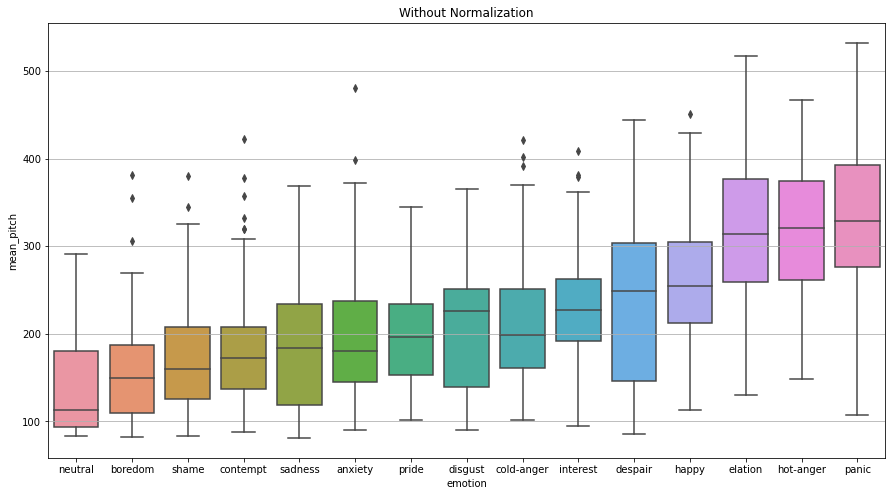 Without Normalization
500
400
300
200
100
mean_pitch
neutral boredom shame contempt sadness anxiety pride disgust cold-anger interest despair happy elation hot-anger panic
emotion